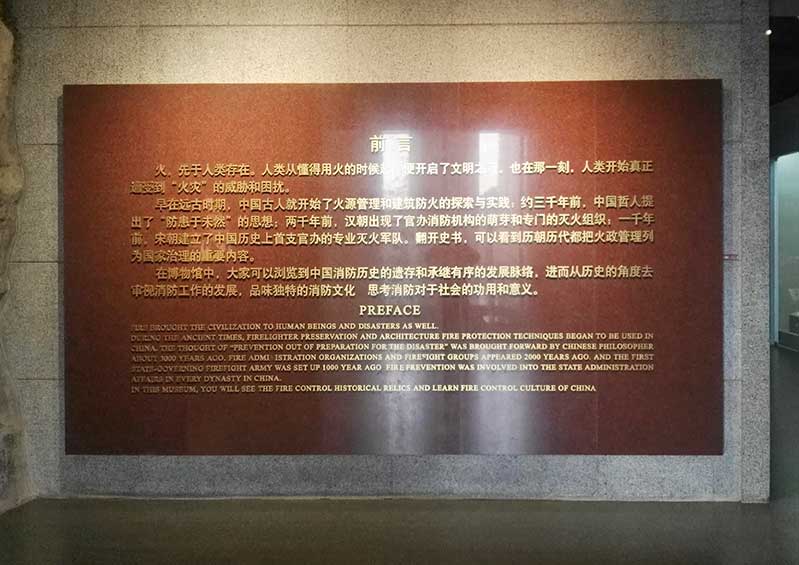 前言
火，先于人类存在。人类从懂得用火的时候起，便开启了文明之 也在那一刻，人类开始真正
遭受到“火灾”的威胁和困扰。
早在远古时期，中国古人就开始了火源管理和建筑防火的探索与实践；约三千年前，中国哲人提
出了“防患于未然”的思想；两千年前，汉朝出现了官办消防机构的萌芽和专门的灭火组织；一千年
前，宋朝建立了中国历史上首支官办的专业灭火军队。翻开史书，可以看到历朝历代都把火政管理列
为国家治理的重要内容。
在博物馆中，大家可以浏览到中国消防历史的遗存和承继有序的发展脉络，进而从历史的角度去
审视消防工作的发展，品味独特的消防文化 思考消防对于社会的功用和意义。
PREFACE
FIRE BROUGHT THE CIVILIZATION TO HUMAN BEINGS AND DISASTERS AS WELL.
DURING THE ANCIENT TIMES, FIRELIGHTER PRESERVATION AND ARCHITECTURE FIRE PROTECTION TECHNIQUES BEGAN TO BE USED IN
CHINA. THE THOUGHT OF “PREVENTION OUT OF PREPARATION FOR THE DISASTER” WAS BROUGHT FORWARD BY CHINESE PHILOSOPHER
ABOUT 3000 YEARS AGO. FIRE ADMI ISTRATION ORGANIZATIONS AND FIREFIGHT GROUPS APPEARED 2000 YEARS AGO. AND THE FIRST
STATE-GOVERNING FIREFIGHT ARMY WAS SET UP 1000 YEAR AGO FIRE PREVENTION WAS INVOLVED INTO THE STATE ADMINISTRATION
AFFAIRS IN EVERY DYNASTY IN CHINA.
IN THIS MUSEUM, YOU WILL SEE THE FIRE CONTROL HISTORICAL RELICS AND LEARN FIRE CONTROL CULTURE OF CHINA